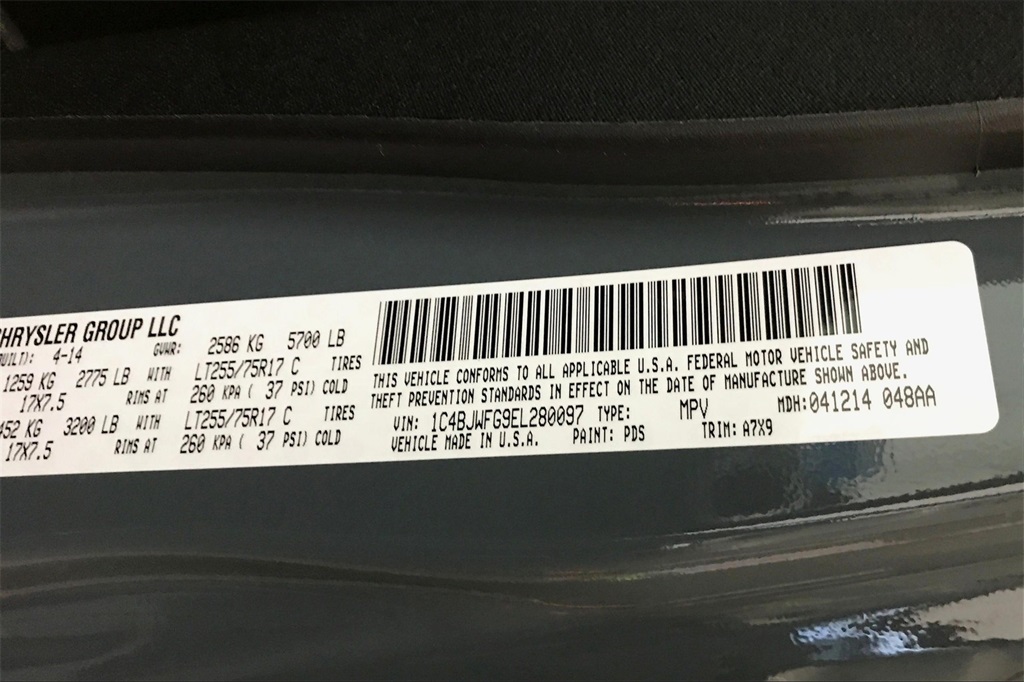 CHRYSLER GROUP LLC
BUILT): 4-14 GVWR: 2586 KG 5700 LB
1259 KG 2775 LB WITH LT255/75R17 C TIRES
17X7.5 RIMS AT 260 KPA ( 37 PSI) COLD
452 KG 3200 LB WITH LT255/75R17 C TIRES
17X7.5 RIMS AT 260 KPA ( 37 PSI) COLD
THIS VEHICLE CONFORMS TO ALL APPLICABLE U.S.A. FEDERAL MOTOR VEHICLE SAFETY AND
THEFT PREVENTION STANDARDS IN EFFECT ON THE DATE OF MANUFACTURE SHOWN ABOVE.
VIN: 1C4BJWFG9EL280097 TYPE: MPV MDH:041214 048AA
VEHICLE MADE IN U.S.A. PAINT: PDS TRIM: A7X9